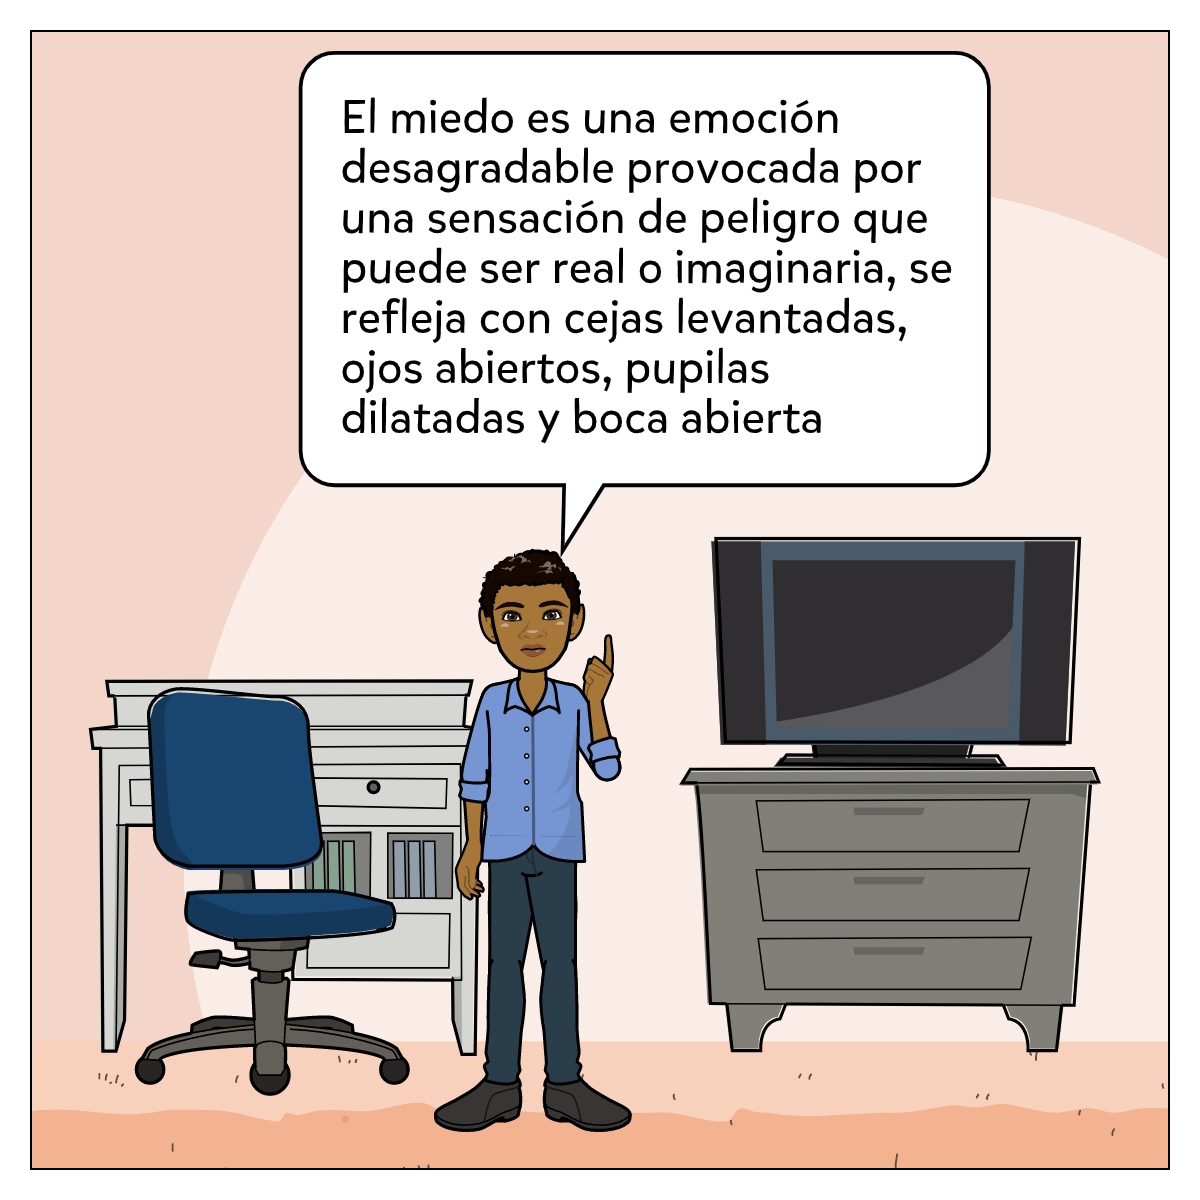 El miedo es una emoción
desagradable provocada por
una sensación de peligro que
puede ser real o imaginaria, se
refleja con cejas levantadas,
ojos abiertos, pupilas
dilatadas y boca abierta